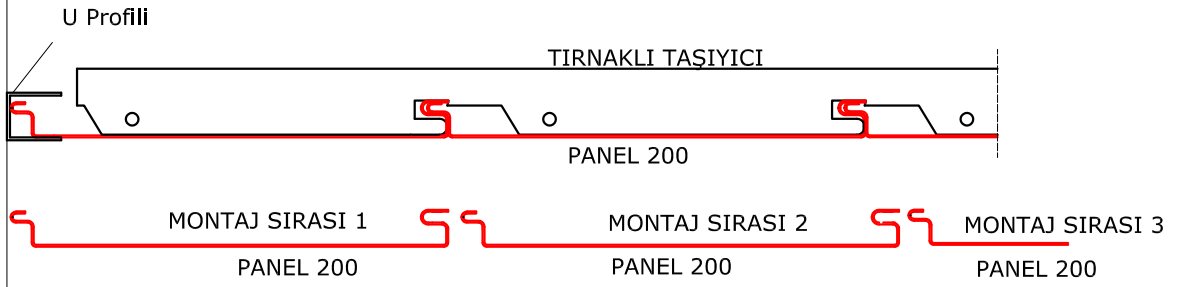 U Profili
TIRNAKLI TAŞIYICI
PANEL 200
MONTAJ SIRASI 1
MONTAJ SIRASI 2
MONTAJ SIRASI 3
PANEL 200
PANEL 200
PANEL 200